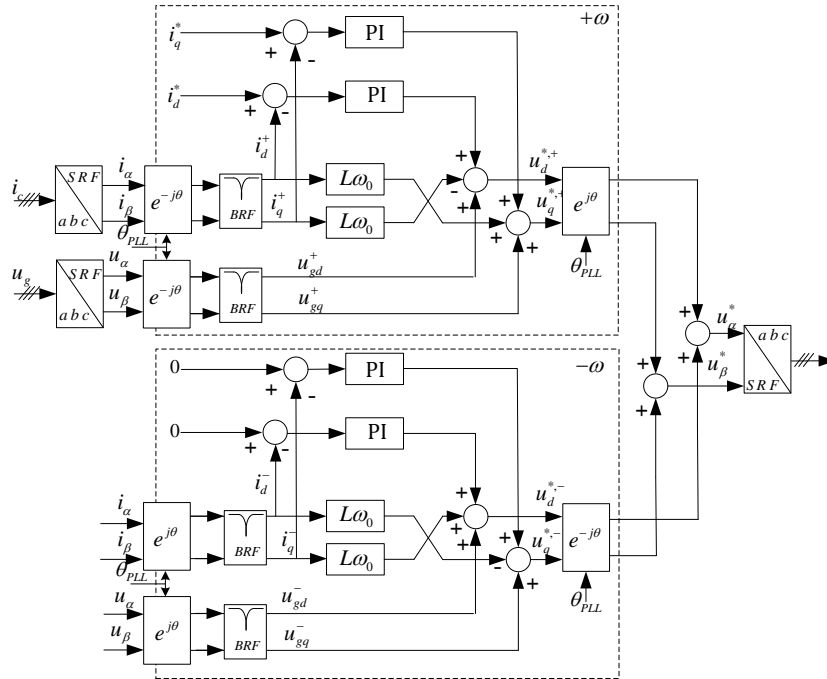 i_q^* + - PI +ω
i_d^* + - PI
i_d^+
i_c SRF abc i_α i_β θ_PLL e^{-jθ} BRF i_q^+ Lω_0 Lω_0 + - + u_d^{*,+} + + + u_q^{*,+} e^{jθ} θ_PLL
u_g SRF abc u_α u_β e^{-jθ} BRF u_gd^+ u_gq^+
+ + u_α^* abc SRF
+ + u_β^*
0 + - PI -ω
0 + - PI
i_d^-
i_α i_β θ_PLL e^{jθ} BRF i_q^- Lω_0 Lω_0 + + + u_d^{*,-} + - + u_q^{*,-} e^{-jθ} θ_PLL
u_α u_β e^{jθ} BRF u_gd^- u_gq^-